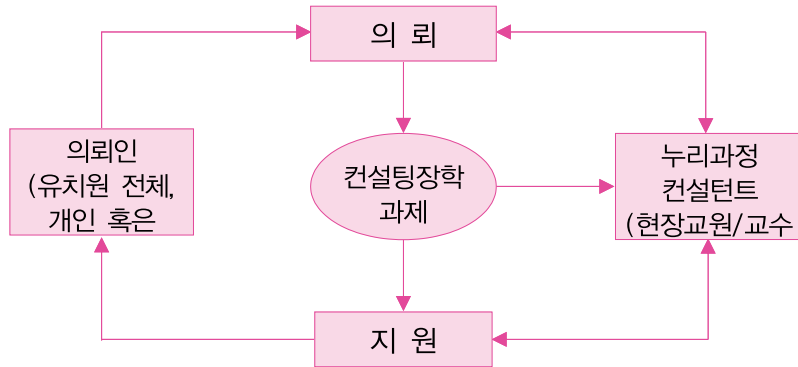 의 뢰
의뢰인
(유치원 전체,
개인 혹은
컨설팅장학
과제
누리과정
컨설턴트
(현장교원/교수
지 원